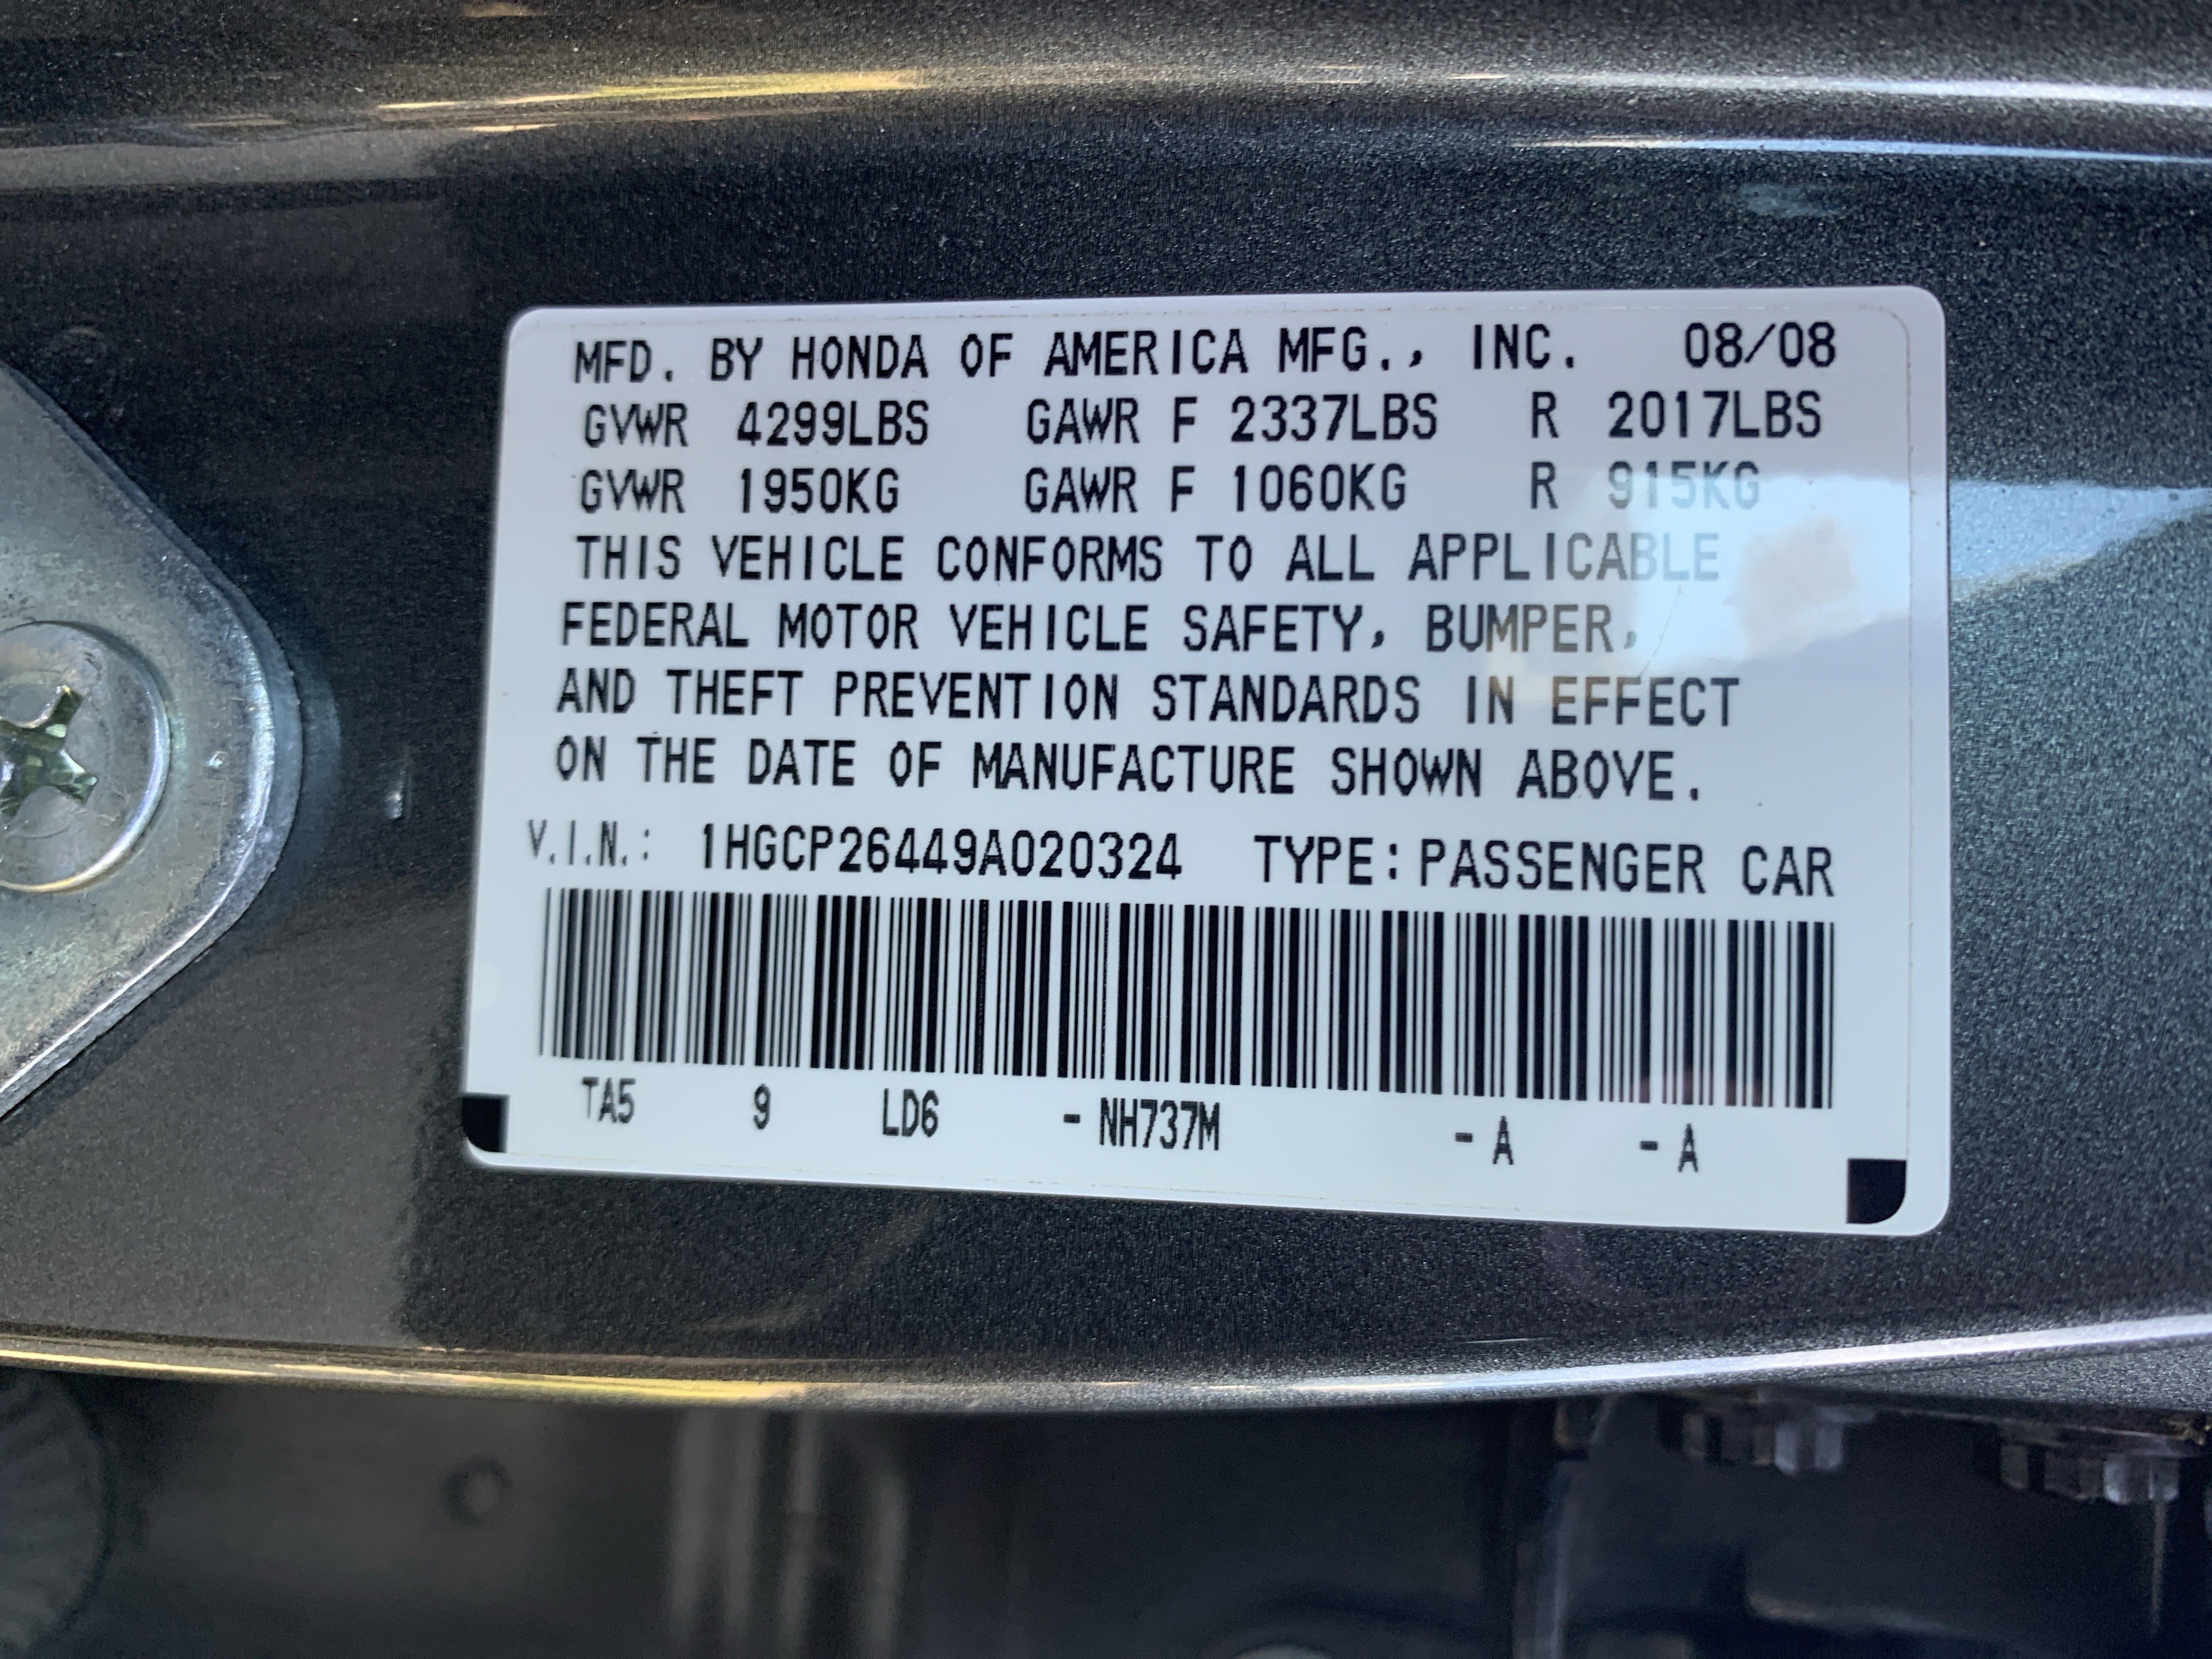 MFD. BY HONDA OF AMERICA MFG., INC. 08/08
GVWR 4299LBS GAWR F 2337LBS R 2017LBS
GVWR 1950KG GAWR F 1060KG R 915KG
THIS VEHICLE CONFORMS TO ALL APPLICABLE
FEDERAL MOTOR VEHICLE SAFETY, BUMPER,
AND THEFT PREVENTION STANDARDS IN EFFECT
ON THE DATE OF MANUFACTURE SHOWN ABOVE.
V.I.N.: 1HGCP26449A020324 TYPE:PASSENGER CAR
TA5 9 LD6 - NH737M - A - A